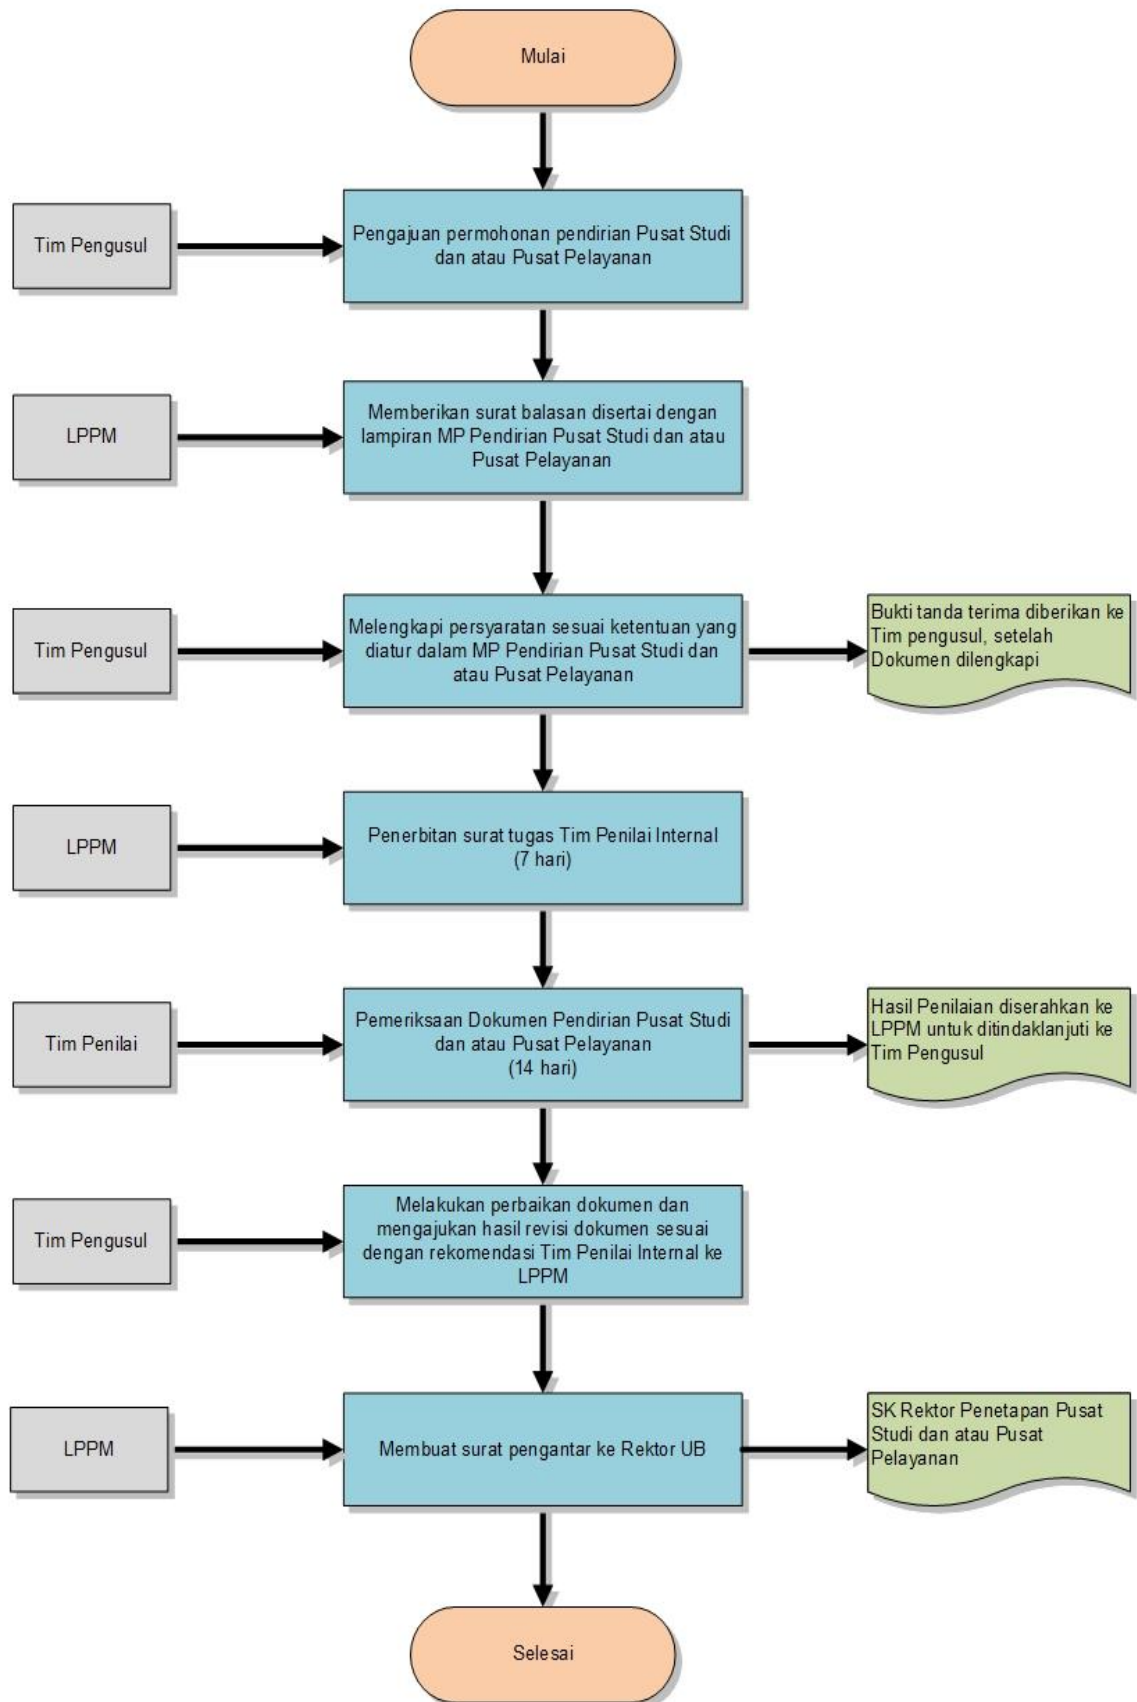 Mulai
Tim Pengusul
Pengajuan permohonan pendirian Pusat Studi
dan atau Pusat Pelayanan
LPPM
Memberikan surat balasan disertai dengan
lampiran MP Pendirian Pusat Studi dan atau
Pusat Pelayanan
Tim Pengusul
Melengkapi persyaratan sesuai ketentuan yang
diatur dalam MP Pendirian Pusat Studi dan
atau Pusat Pelayanan
Bukti tanda terima diberikan ke
Tim pengusul, setelah
Dokumen dilengkapi
LPPM
Penerbitan surat tugas Tim Penilai Internal
(7 hari)
Tim Penilai
Pemeriksaan Dokumen Pendirian Pusat Studi
dan atau Pusat Pelayanan
(14 hari)
Hasil Penilaian diserahkan ke
LPPM untuk ditindaklanjuti ke
Tim Pengusul
Tim Pengusul
Melakukan perbaikan dokumen dan
mengajukan hasil revisi dokumen sesuai
dengan rekomendasi Tim Penilai Internal ke
LPPM
LPPM
Membuat surat pengantar ke Rektor UB
SK Rektor Penetapan Pusat
Studi dan atau Pusat
Pelayanan
Selesai